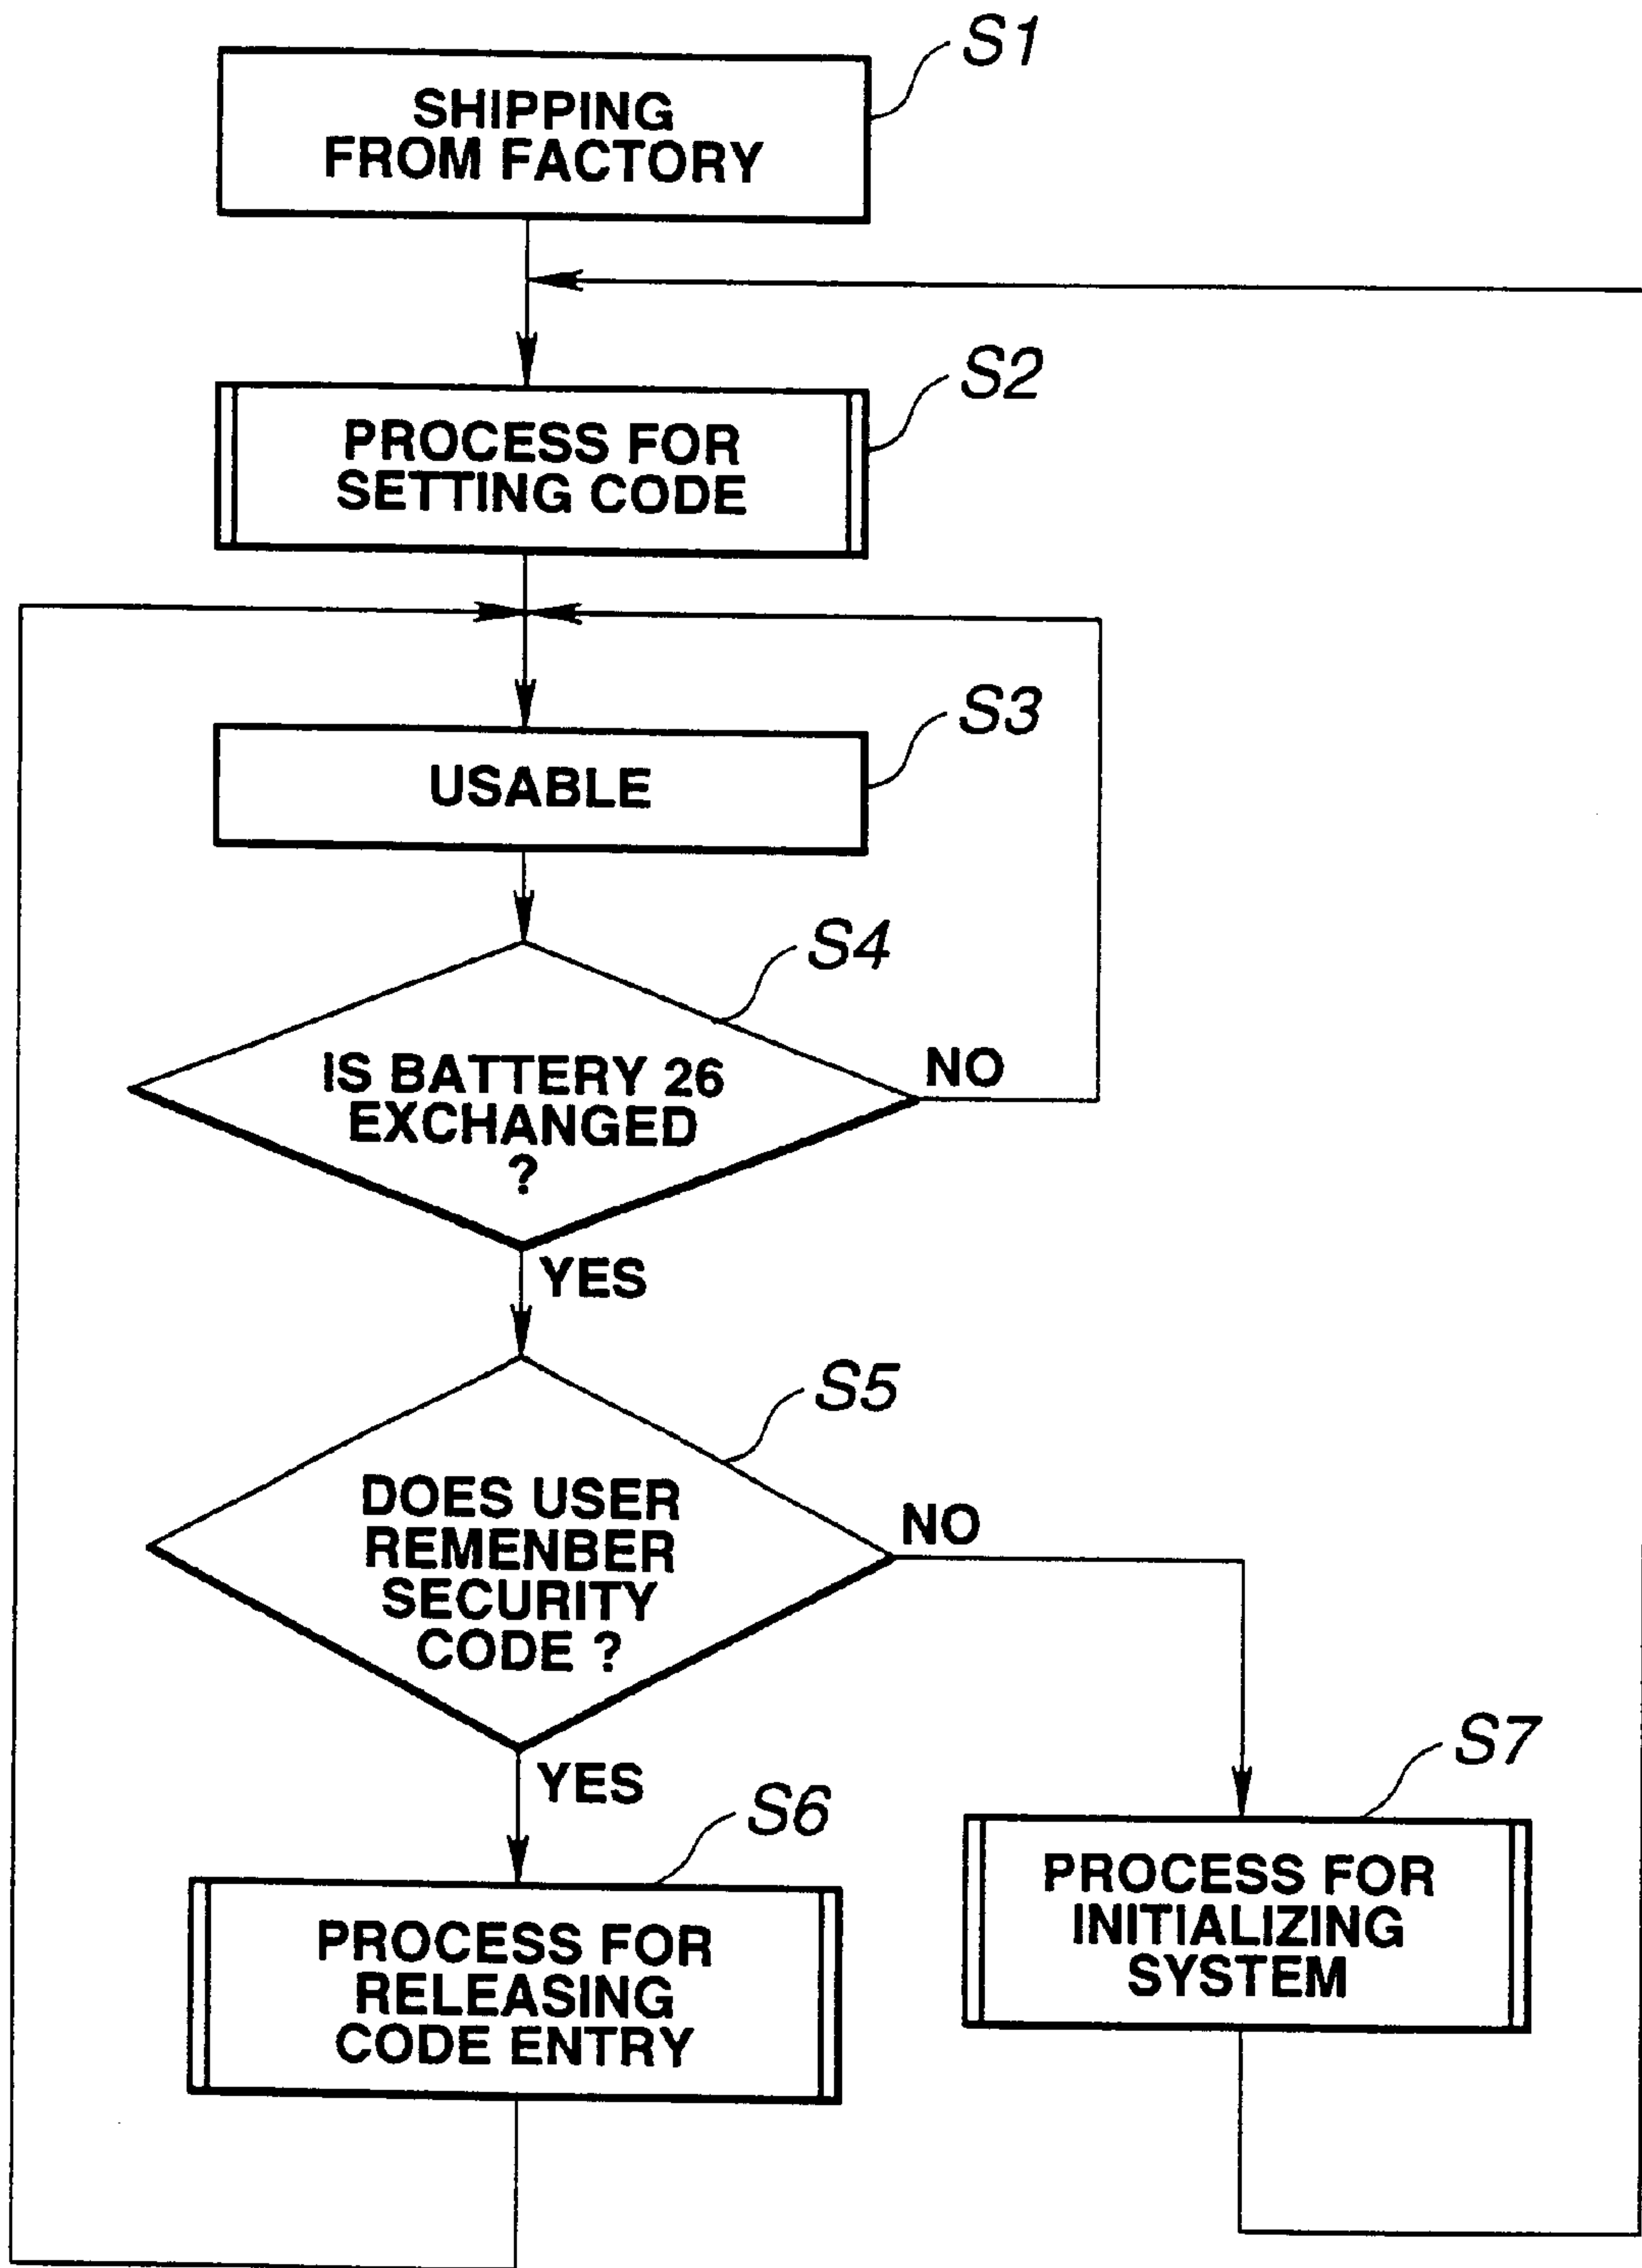 S1
SHIPPING
FROM FACTORY
S2
PROCESS FOR
SETTING CODE
S3
USABLE
S4
IS BATTERY 26
EXCHANGED
?
NO
YES
S5
DOES USER
REMENBER
SECURITY
CODE ?
NO
YES
S6
PROCESS FOR
RELEASING
CODE ENTRY
S7
PROCESS FOR
INITIALIZING
SYSTEM